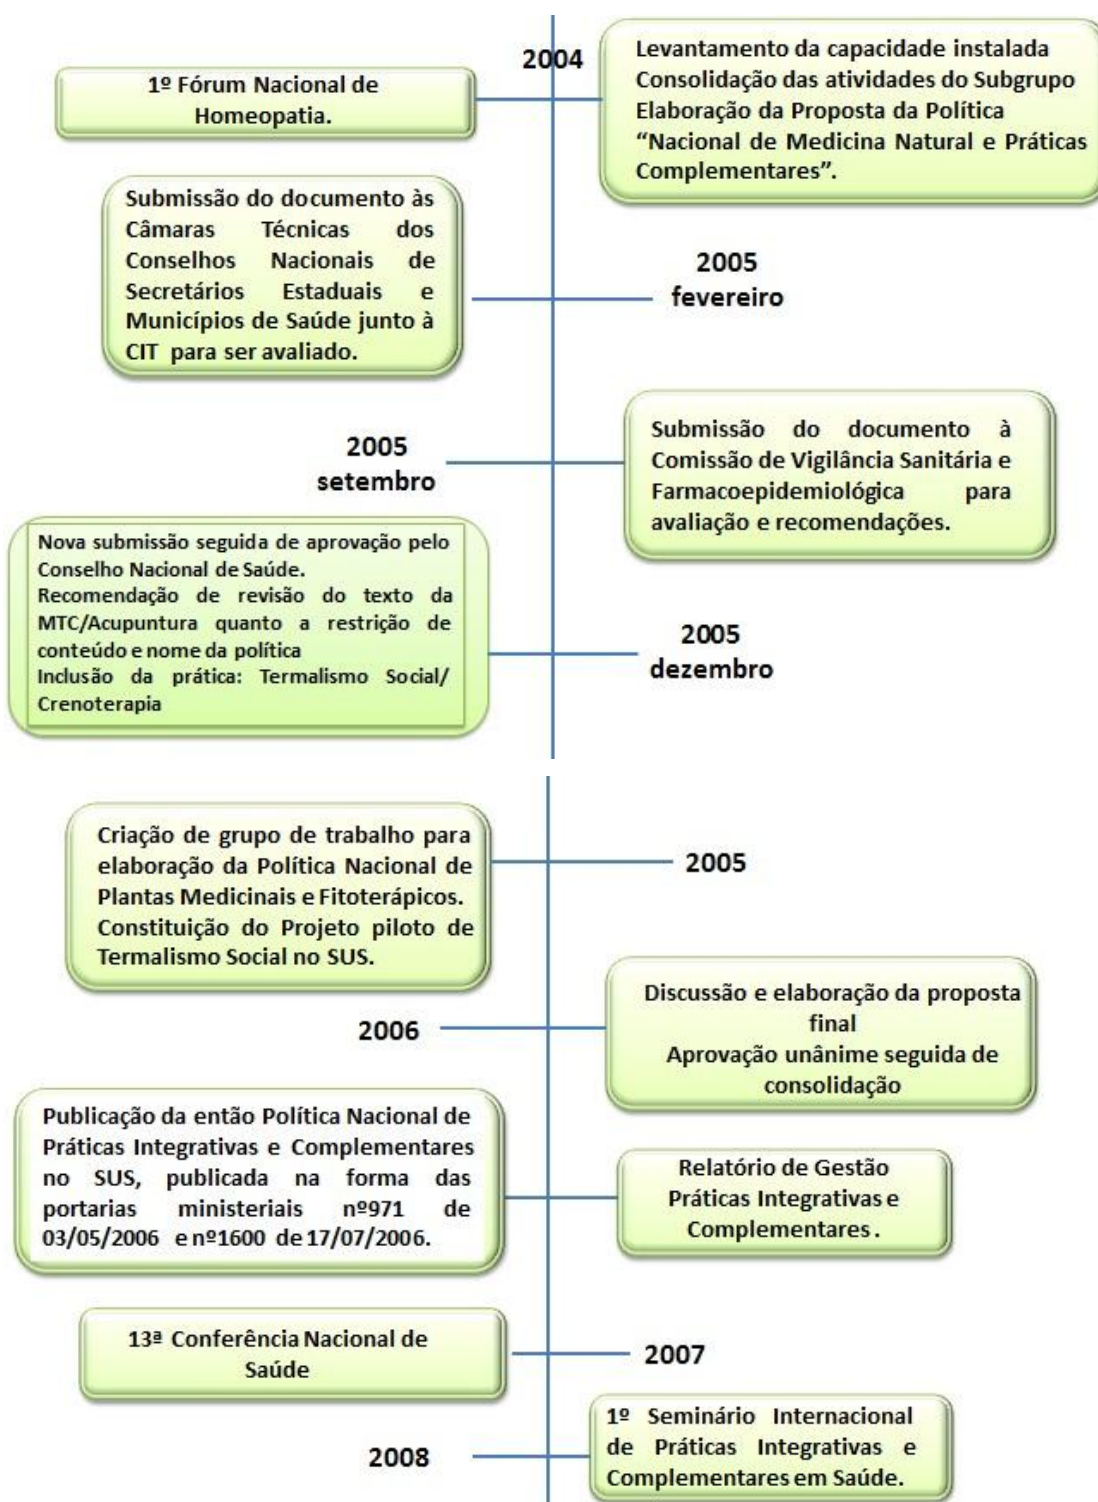 2004
1º Fórum Nacional de
Homeopatia.
Levantamento da capacidade instalada
Consolidação das atividades do Subgrupo
Elaboração da Proposta da Política
“Nacional de Medicina Natural e Práticas
Complementares”.
Submissão do documento às
Câmaras Técnicas dos
Conselhos Nacionais de
Secretários Estaduais e
Municípios de Saúde junto à
CIT para ser avaliado.
2005
fevereiro
2005
setembro
Submissão do documento à
Comissão de Vigilância Sanitária e
Farmacoepidemiológica para
avaliação e recomendações.
Nova submissão seguida de aprovação pelo
Conselho Nacional de Saúde.
Recomendação de revisão do texto da
MTC/Acupuntura quanto a restrição de
conteúdo e nome da política
Inclusão da prática: Termalismo Social/
Crenoterapia
2005
dezembro
Criação de grupo de trabalho para
elaboração da Política Nacional de
Plantas Medicinais e Fitoterápicos.
Constituição do Projeto piloto de
Termalismo Social no SUS.
2005
2006
Discussão e elaboração da proposta
final
Aprovação unânime seguida de
consolidação
Publicação da então Política Nacional de
Práticas Integrativas e Complementares
no SUS, publicada na forma das
portarias ministeriais nº971 de
03/05/2006 e nº1600 de 17/07/2006.
Relatório de Gestão
Práticas Integrativas e
Complementares .
13ª Conferência Nacional de
Saúde
2007
2008
1º Seminário Internacional
de Práticas Integrativas e
Complementares em Saúde.